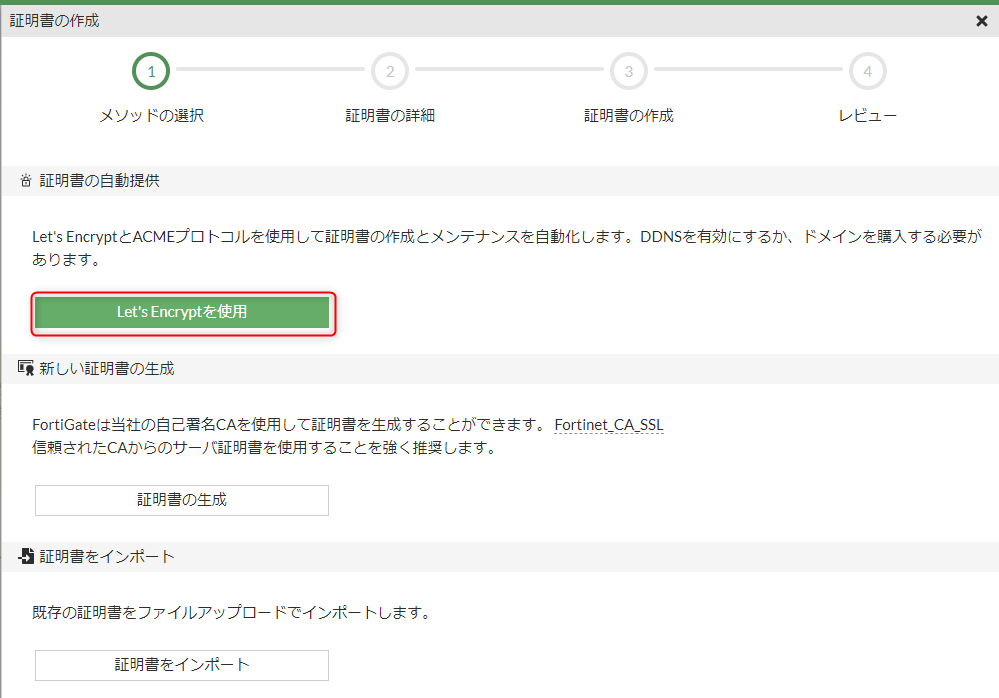 証明書の作成
1
2
3
4
メソッドの選択
証明書の詳細
証明書の作成
レビュー
証明書の自動提供
Let's EncryptとACMEプロトコルを使用して証明書の作成とメンテナンスを自動化します。DDNSを有効にするか、ドメインを購入する必要が
あります。
Let's Encryptを使用
新しい証明書の生成
FortiGateは当社の自己署名CAを使用して証明書を生成することができます。 Fortinet_CA_SSL
信頼されたCAからのサーバ証明書を使用することを強く推奨します。
証明書の生成
証明書をインポート
既存の証明書をファイルアップロードでインポートします。
証明書をインポート